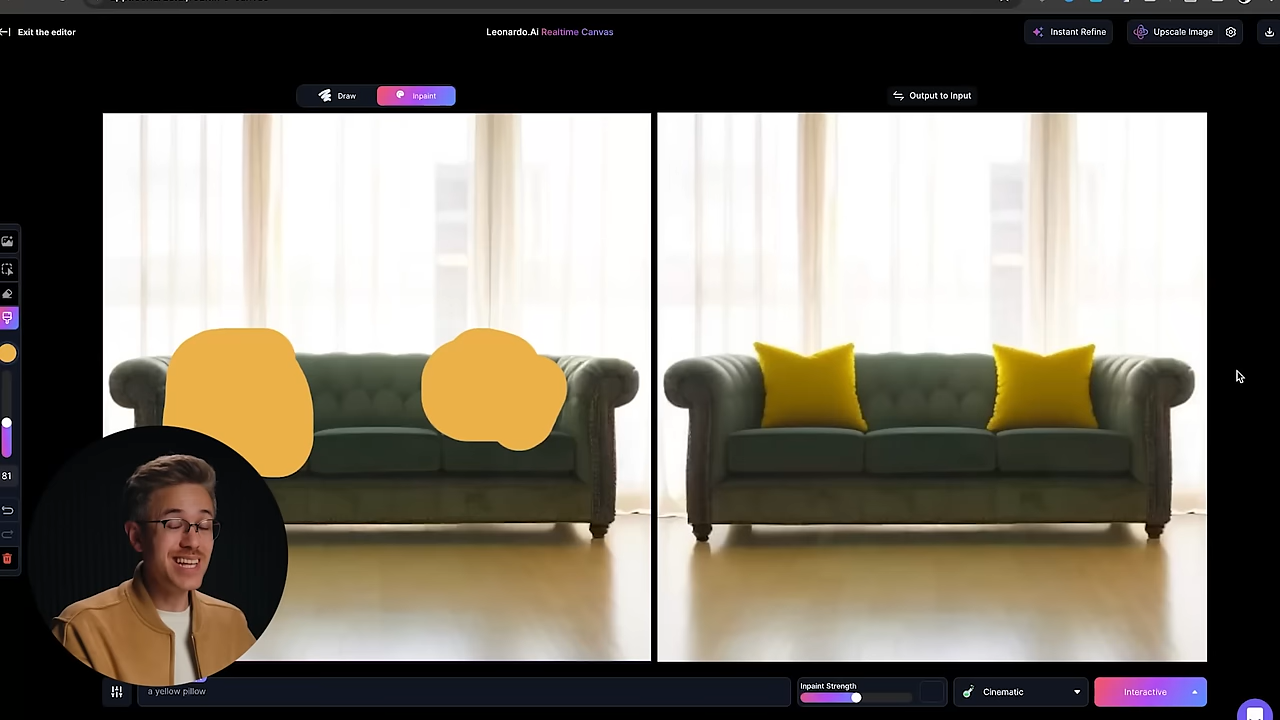 Exit the editor
Leonardo.Ai Realtime Canvas
Instant Refine
Upscale Image
Draw
Inpaint
Output to Input
81
a yellow pillow
Inpaint Strength
Cinematic
Interactive